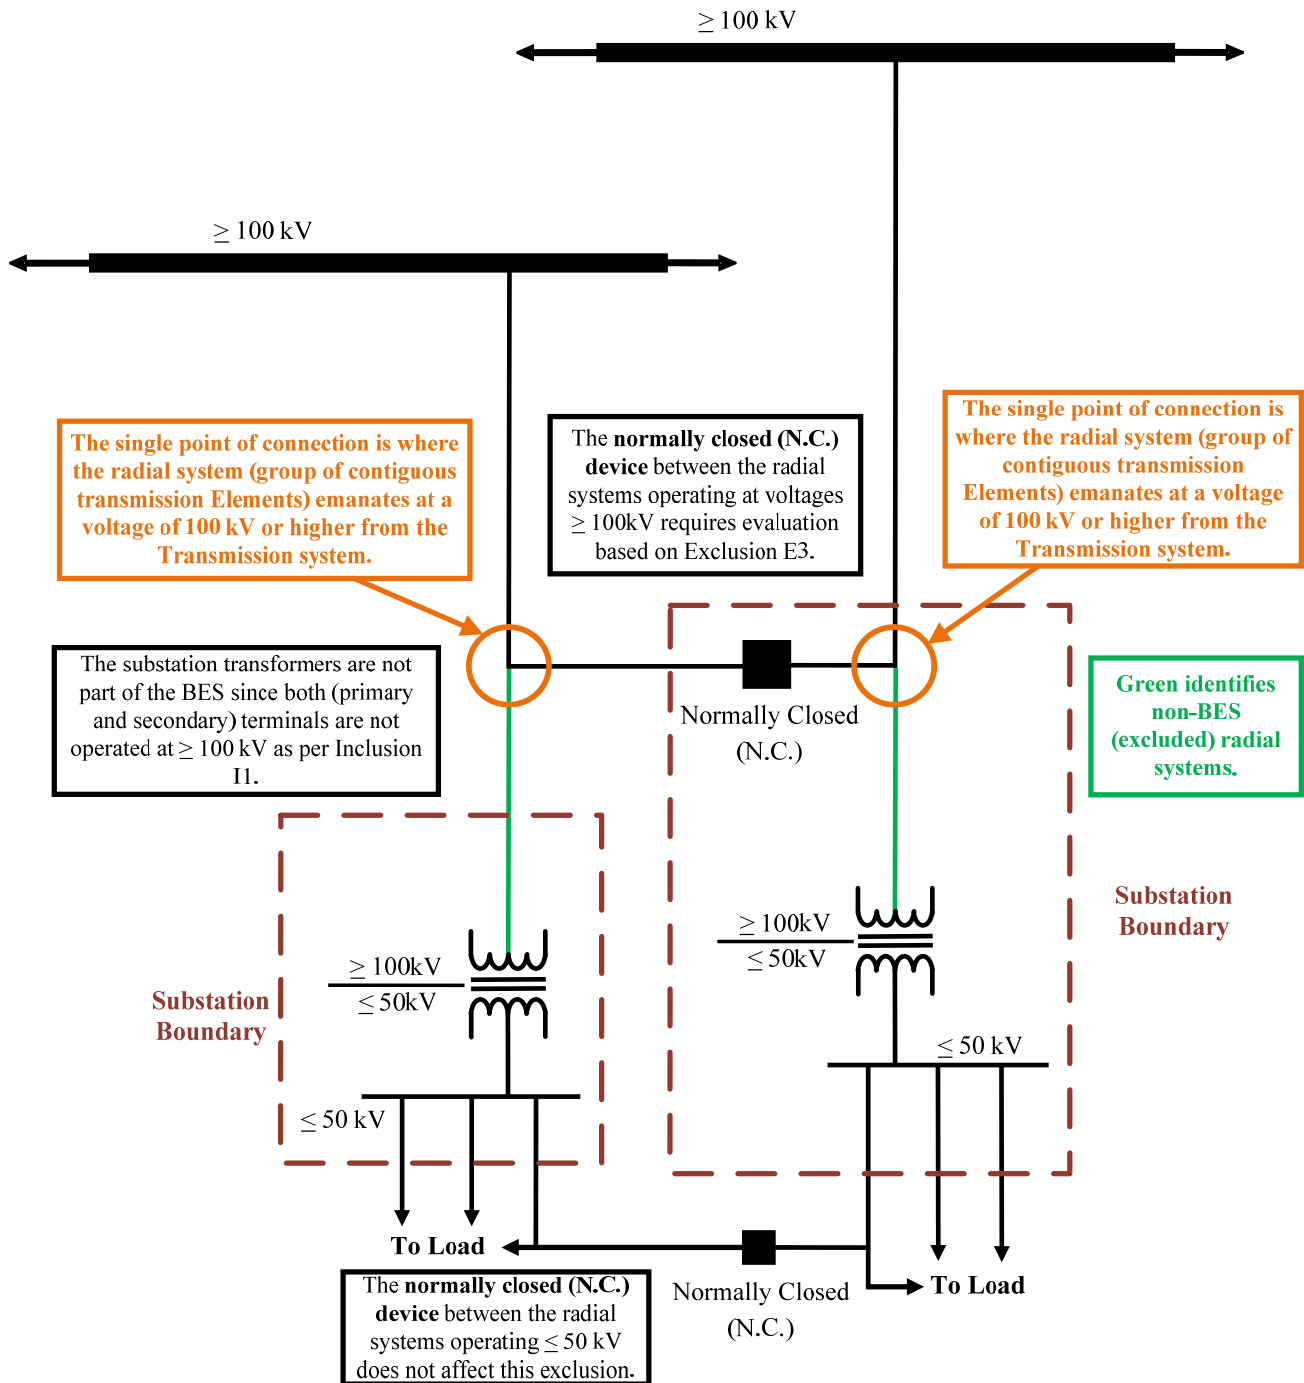 ≥ 100 kV
≥ 100 kV
The single point of connection is where
the radial system (group of contiguous
transmission Elements) emanates at a
voltage of 100 kV or higher from the
Transmission system.
The normally closed (N.C.)
device between the radial
systems operating at voltages
≥ 100kV requires evaluation
based on Exclusion E3.
The single point of connection is
where the radial system (group of
contiguous transmission
Elements) emanates at a voltage
of 100 kV or higher from the
Transmission system.
The substation transformers are not
part of the BES since both (primary
and secondary) terminals are not
operated at ≥ 100 kV as per Inclusion
I1.
Normally Closed
(N.C.)
Green identifies
non-BES
(excluded) radial
systems.
≥ 100kV
≤ 50kV
Substation
Boundary
≥ 100kV
≤ 50kV
Substation
Boundary
≤ 50 kV
≤ 50 kV
To Load
To Load
The normally closed (N.C.)
device between the radial
systems operating ≤ 50 kV
does not affect this exclusion.
Normally Closed
(N.C.)